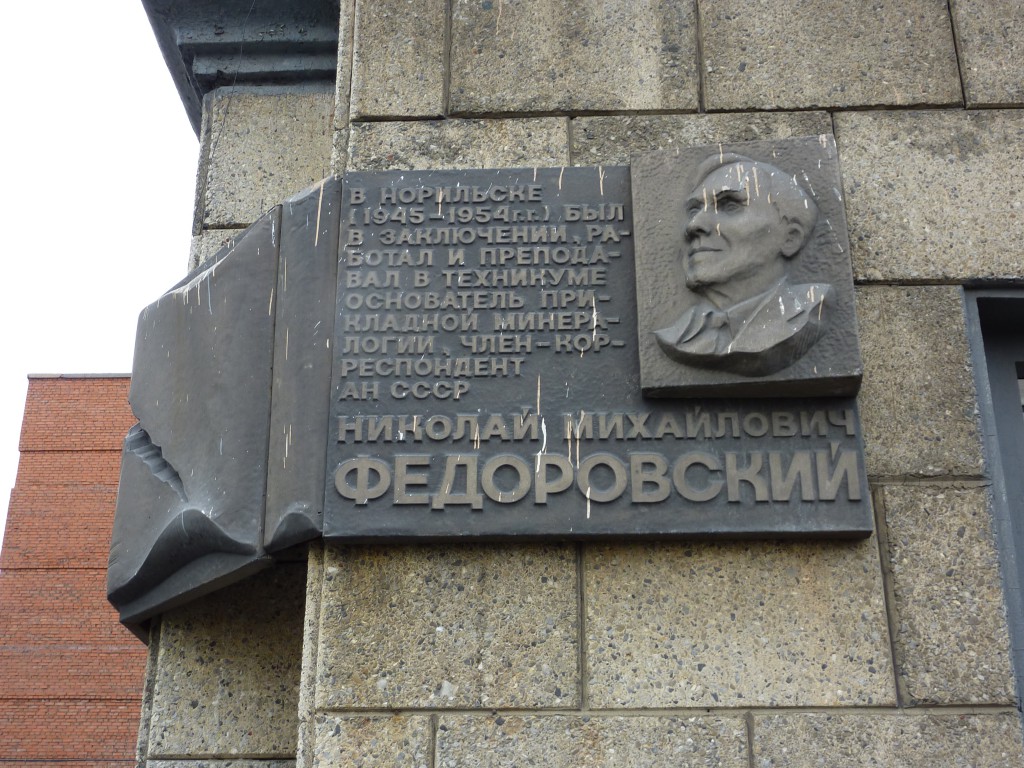 В НОРИЛЬСКЕ
(1945-1954г.г.) БЫЛ
В ЗАКЛЮЧЕНИИ, РА-
БОТАЛ И ПРЕПОДА-
ВАЛ В ТЕХНИКУМЕ
ОСНОВАТЕЛЬ ПРИ-
КЛАДНОЙ МИНЕРА-
ЛОГИИ, ЧЛЕН-КОР-
РЕСПОНДЕНТ
АН СССР
НИКОЛАЙ МИХАЙЛОВИЧ
ФЕДОРОВСКИЙ